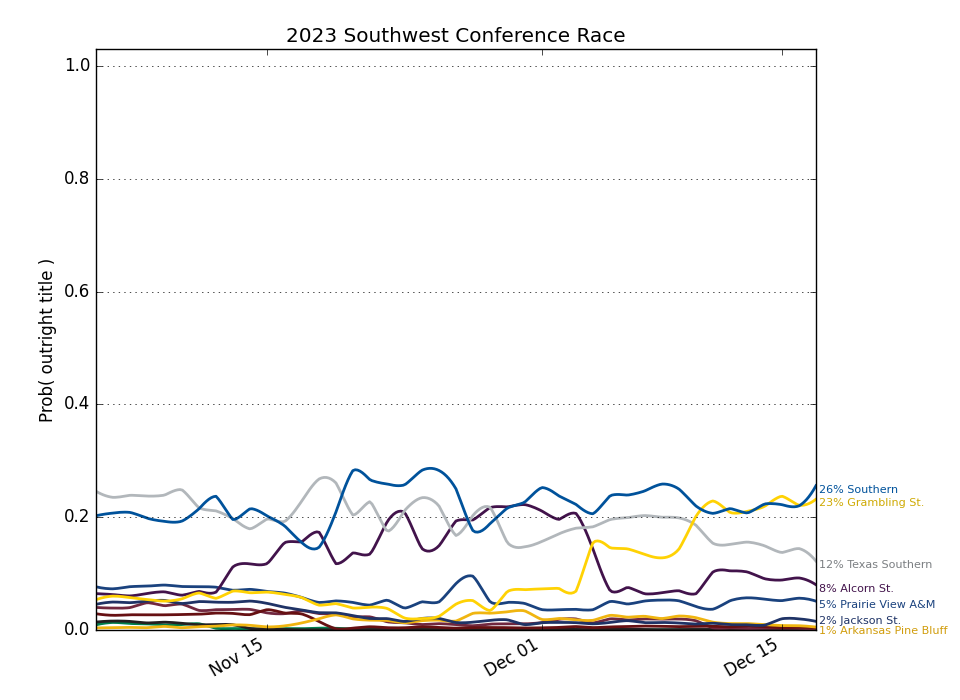 2023 Southwest Conference Race
Prob( outright title )
1.0
0.8
0.6
0.4
0.2
0.0
Nov 15
Dec 01
Dec 15
26% Southern
23% Grambling St.
12% Texas Southern
8% Alcorn St.
5% Prairie View A&M
2% Jackson St.
1% Arkansas Pine Bluff